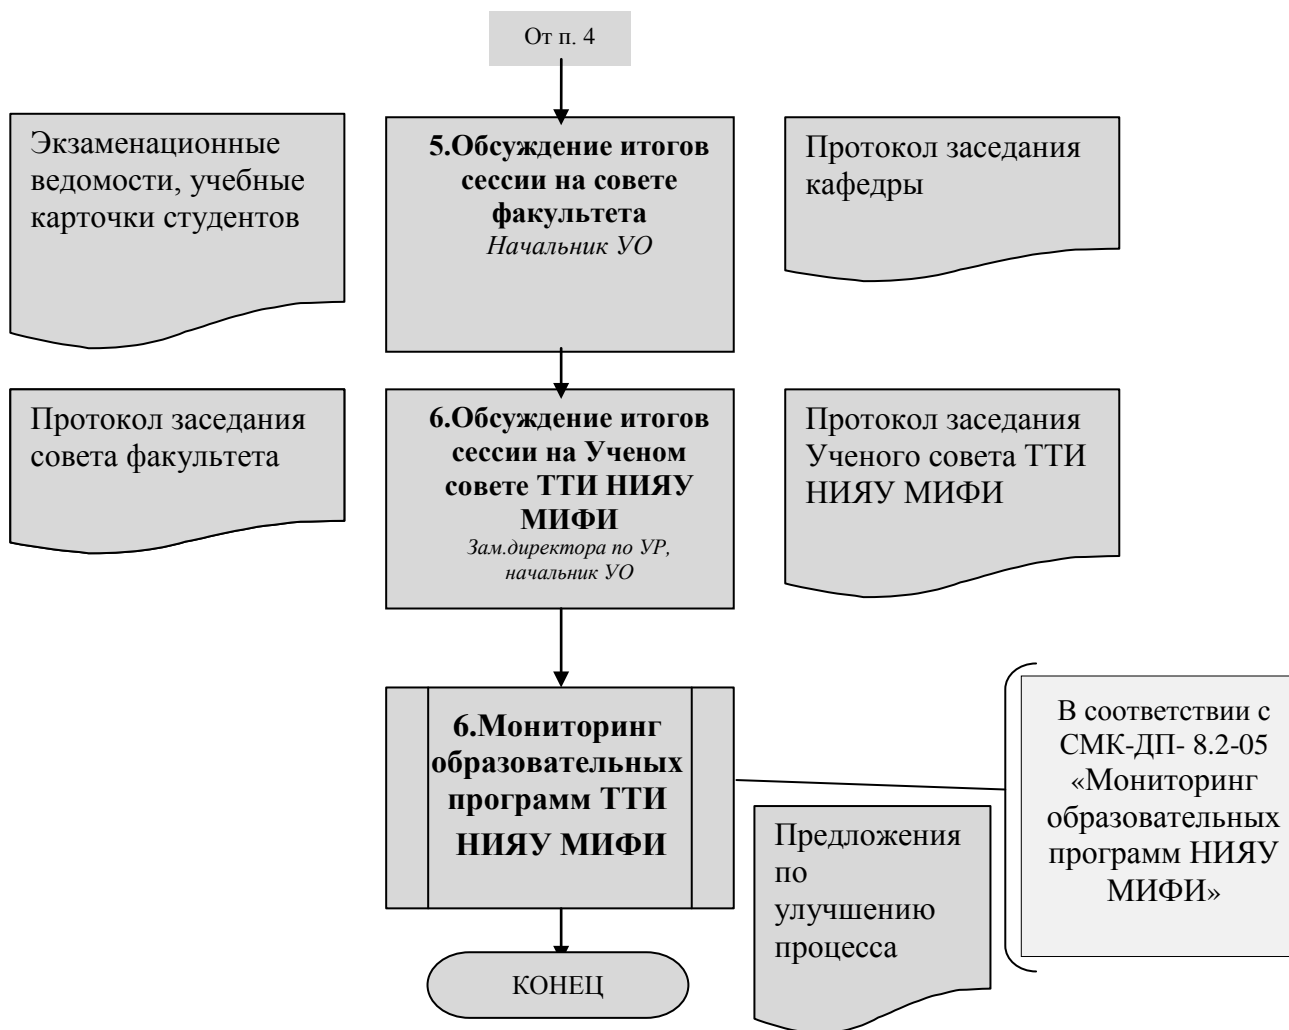 От п. 4
Экзаменационные
ведомости, учебные
карточки студентов
5.Обсуждение итогов
сессии на совете
факультета
Начальник УО
Протокол заседания
кафедры
Протокол заседания
совета факультета
6.Обсуждение итогов
сессии на Ученом
совете ТТИ НИЯУ
МИФИ
Зам.директора по УР,
начальник УО
Протокол заседания
Ученого совета ТТИ
НИЯУ МИФИ
6.Мониторинг
образовательных
программ ТТИ
НИЯУ МИФИ
В соответствии с
СМК-ДП- 8.2-05
«Мониторинг
образовательных
программ НИЯУ
МИФИ»
Предложения
по
улучшению
процесса
КОНЕЦ